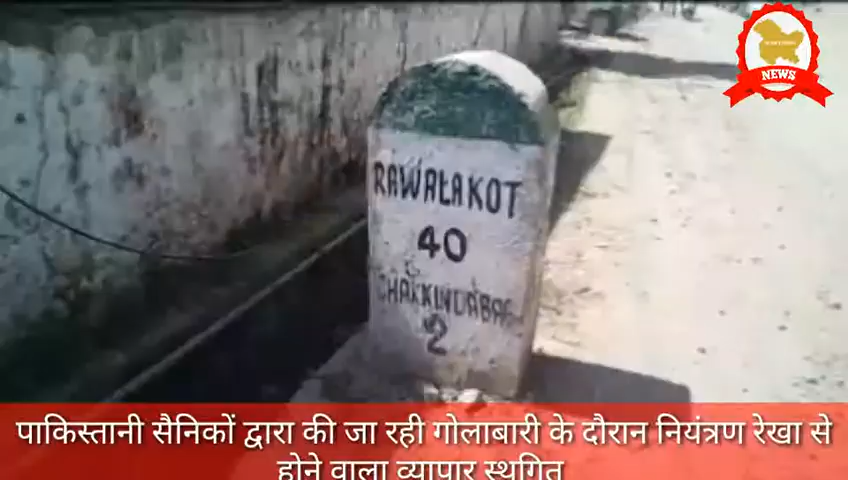 NEWS
RAWALAKOT
40
CHAKKINDABAG
2
पाकिस्तानी सैनिकों द्वारा की जा रही गोलाबारी के दौरान नियंत्रण रेखा से
होने वाला व्यापार स्थगित